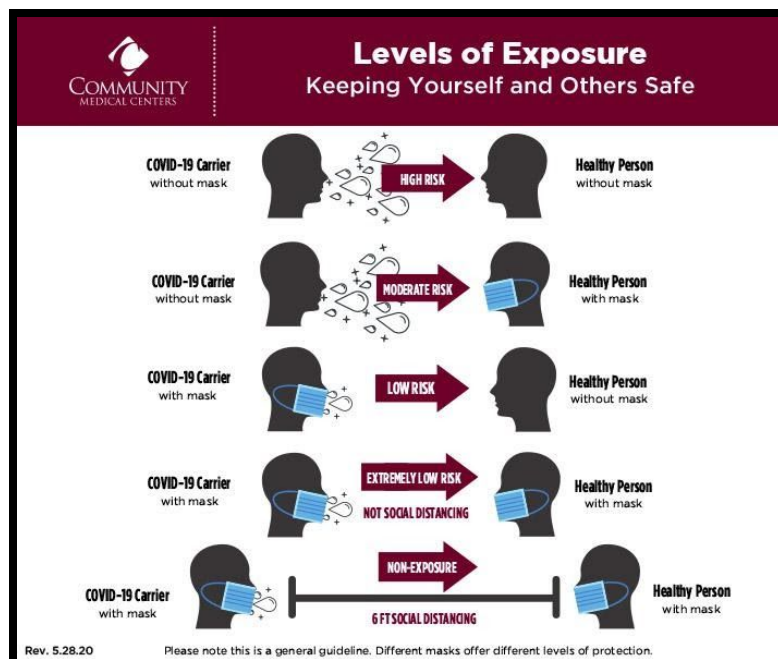 COMMUNITY
MEDICAL CENTERS
Levels of Exposure
Keeping Yourself and Others Safe
COVID-19 Carrier
without mask
HIGH RISK
Healthy Person
without mask
COVID-19 Carrier
without mask
MODERATE RISK
Healthy Person
with mask
COVID-19 Carrier
with mask
LOW RISK
Healthy Person
without mask
COVID-19 Carrier
with mask
EXTREMELY LOW RISK
NOT SOCIAL DISTANCING
Healthy Person
with mask
COVID-19 Carrier
with mask
NON-EXPOSURE
6 FT SOCIAL DISTANCING
Healthy Person
with mask
Rev. 5.28.20
Please note this is a general guideline. Different masks offer different levels of protection.